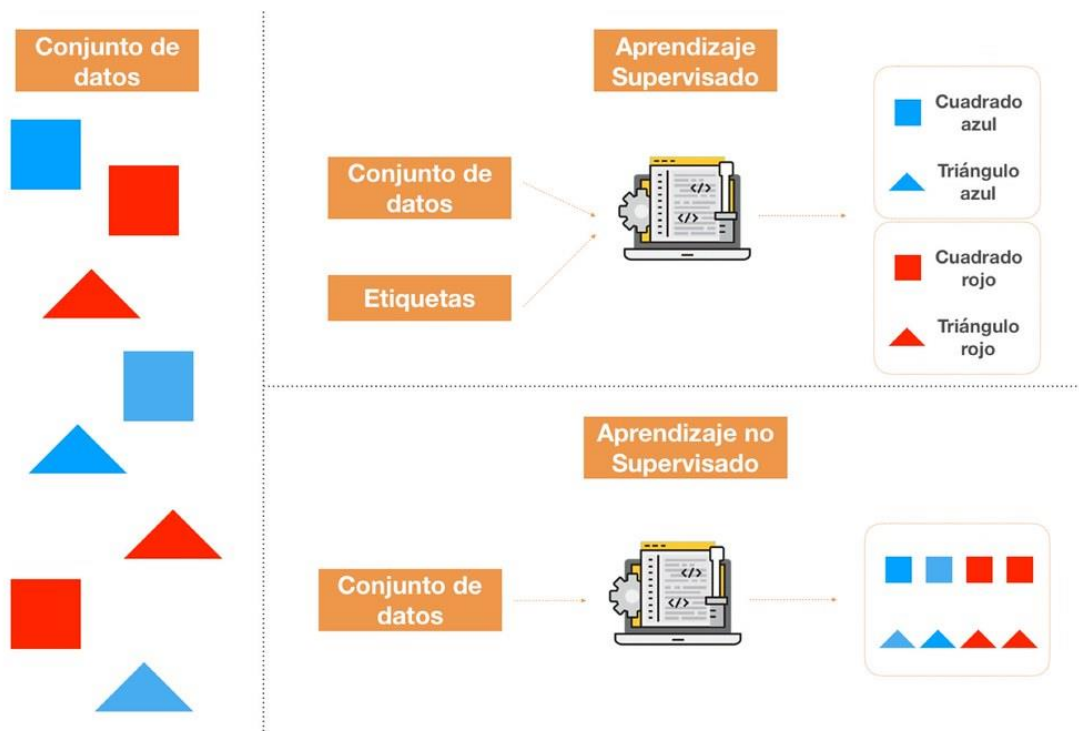 Conjunto de
datos
Aprendizaje
Supervisado
Conjunto de
datos
Etiquetas
</>
</>
Cuadrado
azul
Triángulo
azul
Cuadrado
rojo
Triángulo
rojo
Aprendizaje no
Supervisado
Conjunto de
datos
</>
</>